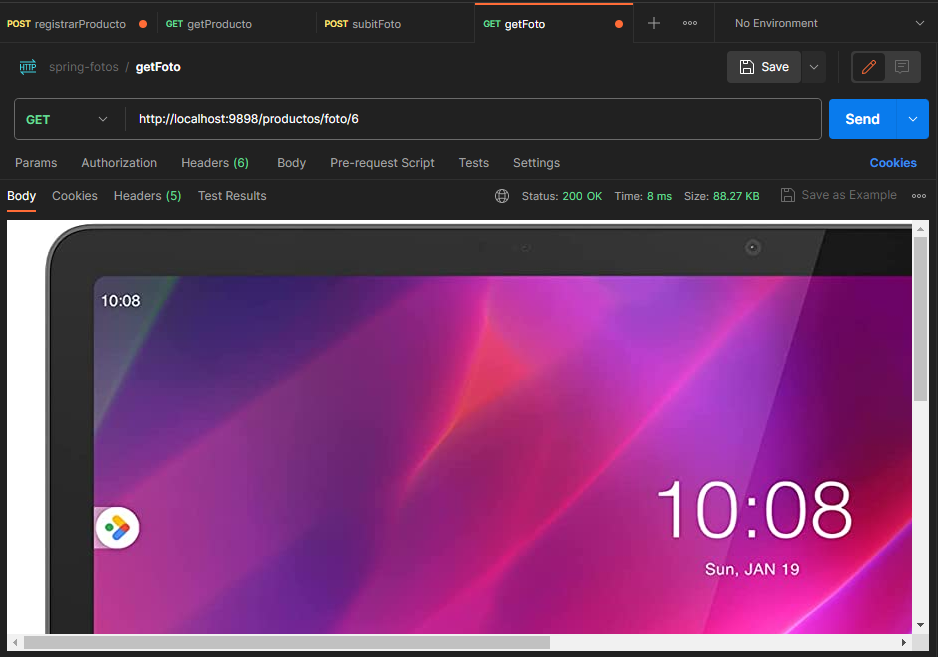 POST registrarProducto GET getProducto POST subitFoto GET getFoto No Environment
HTTP spring-fotos / getFoto Save
GET http://localhost:9898/productos/foto/6 Send
Params Authorization Headers (6) Body Pre-request Script Tests Settings Cookies
Body Cookies Headers (5) Test Results Status: 200 OK Time: 8 ms Size: 88.27 KB Save as Example
10:08
10:08
Sun, JAN 19